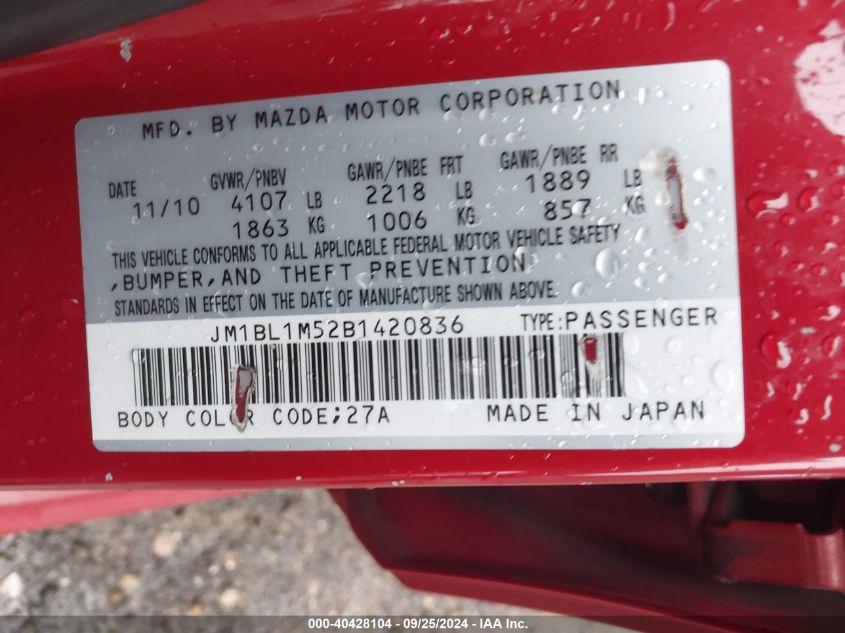 MFD. BY MAZDA MOTOR CORPORATION
DATE GVWR/PNBV GAWR/PNBE FRT GAWR/PNBE RR
11/10 4107 LB 2218 LB 1889 LB
1863 KG 1006 KG 857 KG
THIS VEHICLE CONFORMS TO ALL APPLICABLE FEDERAL MOTOR VEHICLE SAFETY
,BUMPER,AND THEFT PREVENTION
STANDARDS IN EFFECT ON THE DATE OF MANUFACTURE SHOWN ABOVE.
JM1BL1M52B1420836 TYPE:PASSENGER
BODY COLOR CODE;27A MADE IN JAPAN
000-40428104 - 09/25/2024 - IAA Inc.